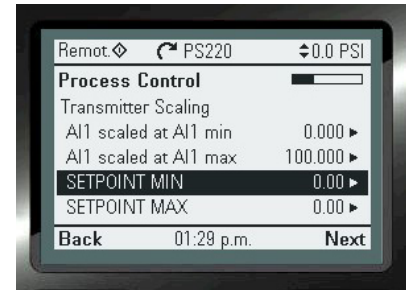 Remot. PS220 0.0 PSI
Process Control
Transmitter Scaling
AI1 scaled at AI1 min 0.000
AI1 scaled at AI1 max 100.000
SETPOINT MIN 0.00
SETPOINT MAX 0.00
Back 01:29 p.m. Next